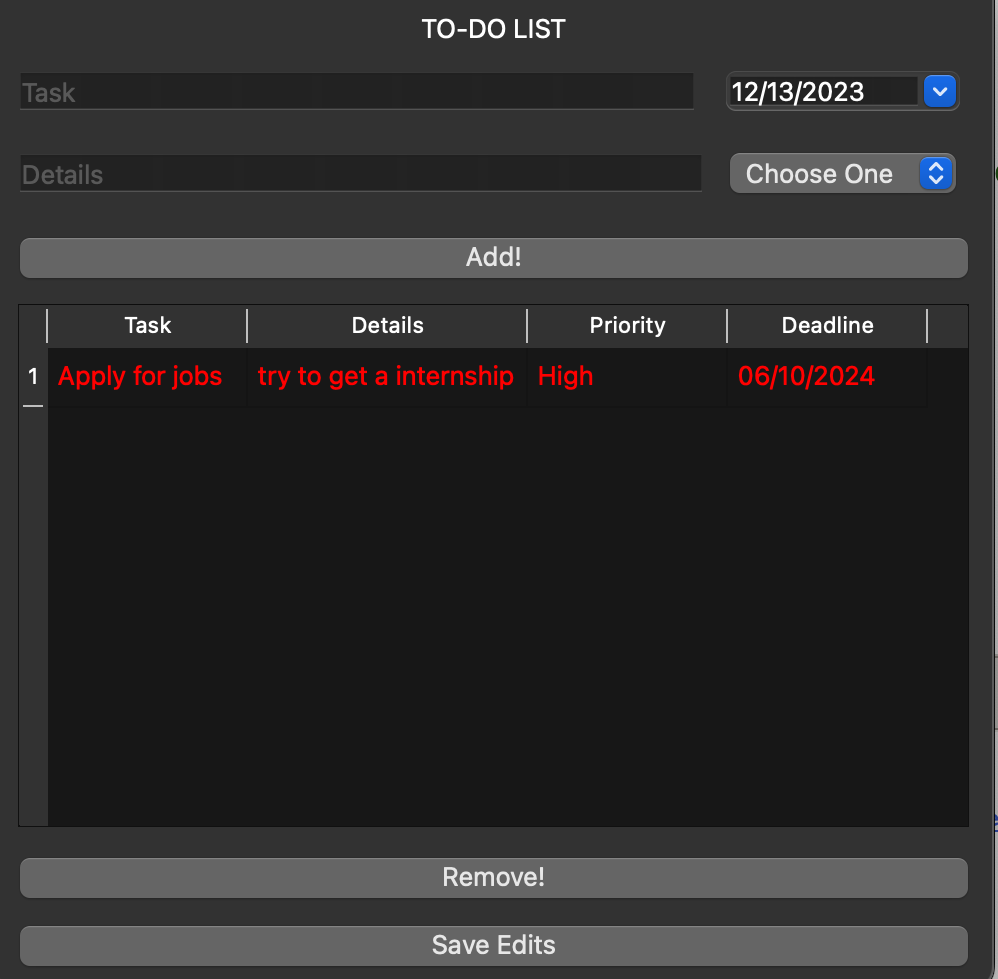 TO-DO LIST
Task 12/13/2023
Details Choose One
Add!
Task Details Priority Deadline
1 Apply for jobs try to get a internship High 06/10/2024
Remove!
Save Edits